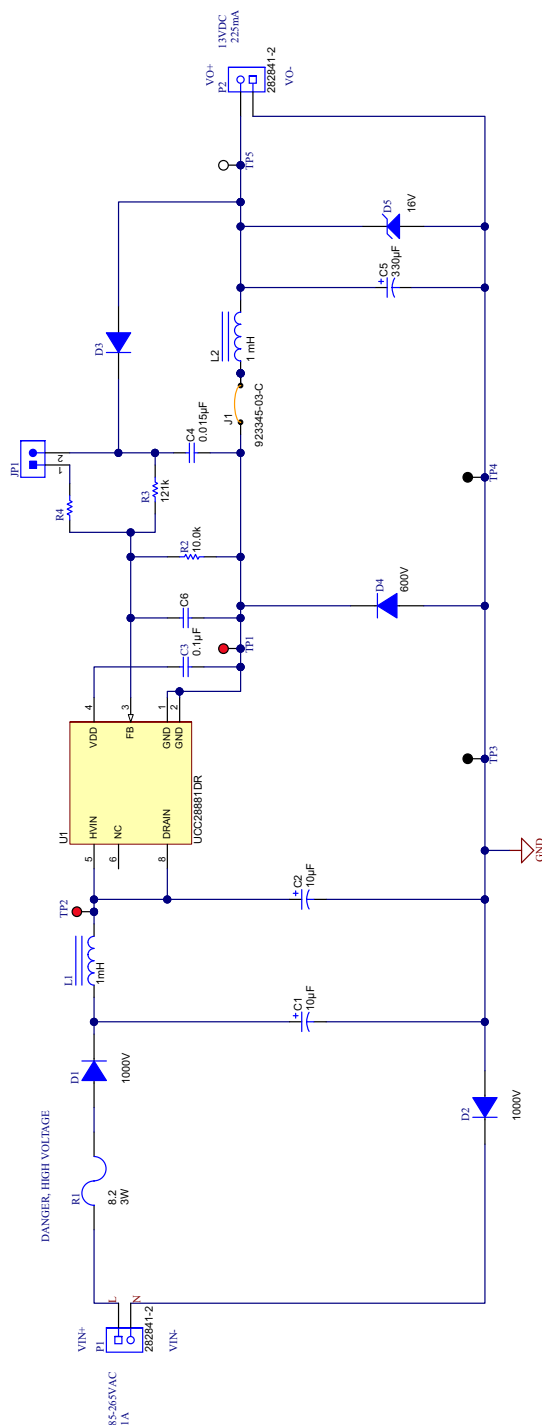 85-265VAC
1A
VIN+
P1
282841-2
VIN-
L
N
DANGER, HIGH VOLTAGE
R1
8.2
3W
D1
1000V
D2
1000V
L1
1mH
C1
+
10µF
TP2
C2
+
10µF
GND
U1
HVIN
NC
DRAIN
VDD
FB
GND
GND
UCC28881DR
5
6
8
4
3
1
2
TP3
C3
0.1µF
TP1
C6
R2
10.0k
D4
600V
R4
R3
121k
JP1
1
2
C4
0.015µF
TP4
J1
923345-03-C
D3
L2
1 mH
C5
+
330µF
D5
16V
TP5
13VDC
225mA
VO+
P2
282841-2
VO-